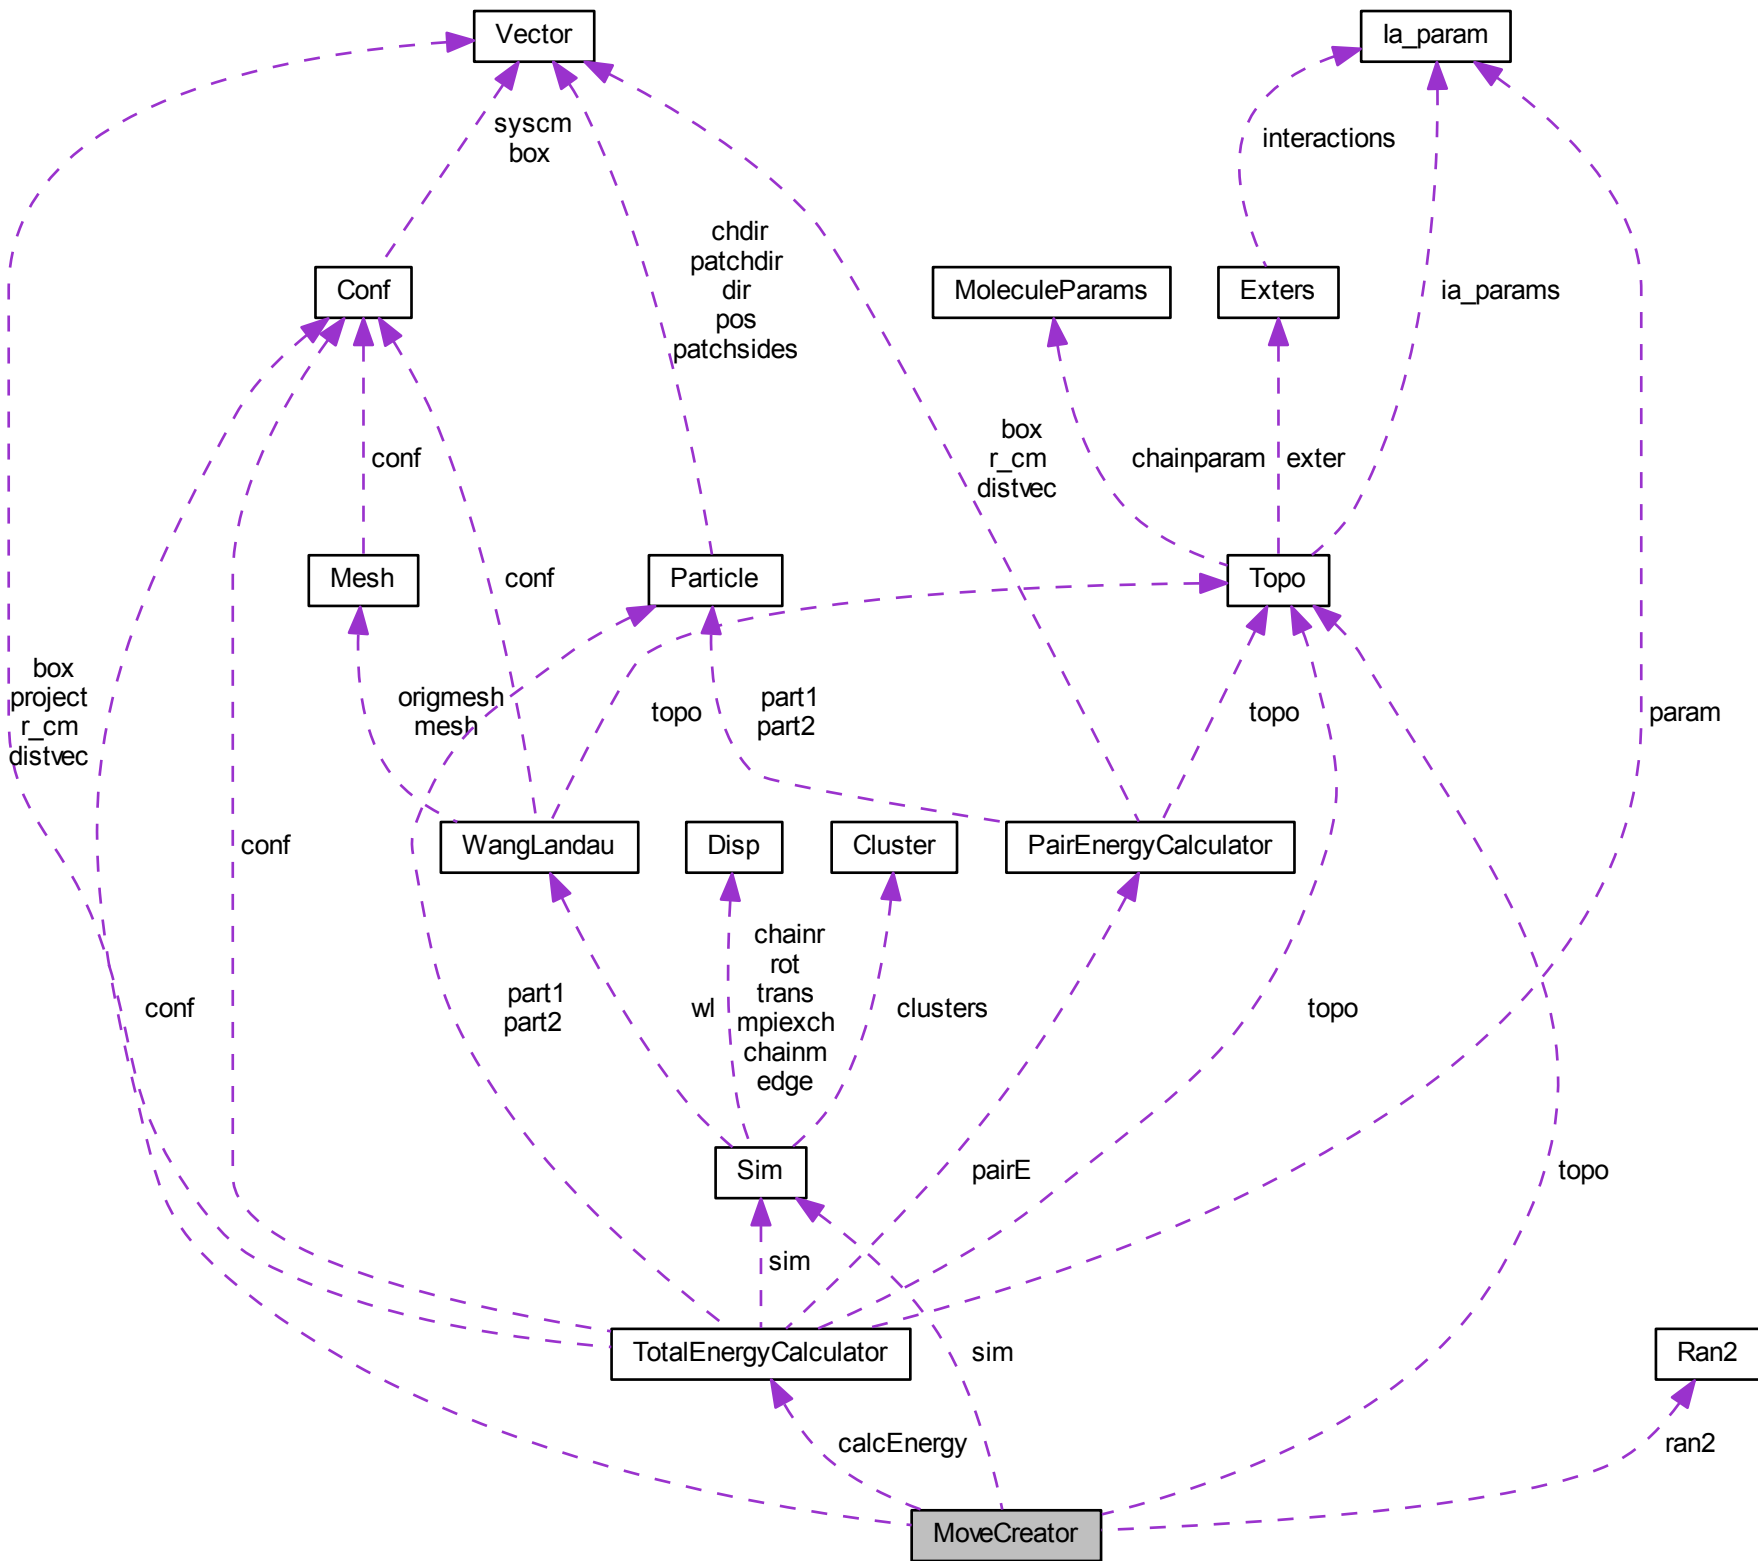 Vector
Ia_param
syscm
box
interactions
chdir
patchdir
dir
pos
patchsides
Conf
MoleculeParams
Exters
ia_params
conf
box
r_cm
distvec
chainparam
exter
Mesh
conf
Particle
Topo
box
project
r_cm
distvec
origmesh
mesh
topo
part1
part2
topo
param
conf
WangLandau
Disp
Cluster
PairEnergyCalculator
conf
part1
part2
wl
chainr
rot
trans
mpiexch
chainm
edge
clusters
topo
Sim
pairE
topo
sim
TotalEnergyCalculator
sim
Ran2
calcEnergy
ran2
MoveCreator